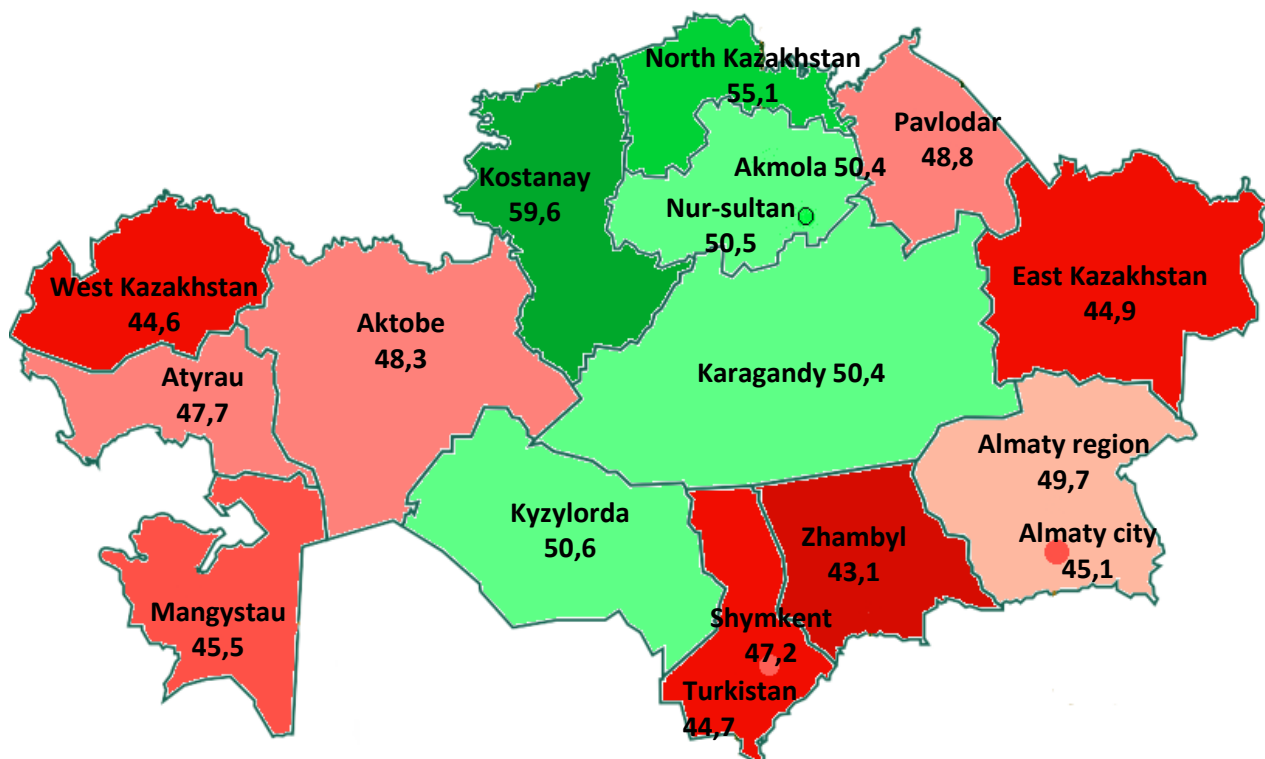 North Kazakhstan
55,1
Pavlodar
48,8
Akmola 50,4
Kostanay
59,6
Nur-sultan
50,5
West Kazakhstan
44,6
East Kazakhstan
44,9
Aktobe
48,3
Atyrau
47,7
Karagandy 50,4
Almaty region
49,7
Kyzylorda
50,6
Zhambyl
43,1
Almaty city
45,1
Mangystau
45,5
Shymkent
47,2
Turkistan
44,7